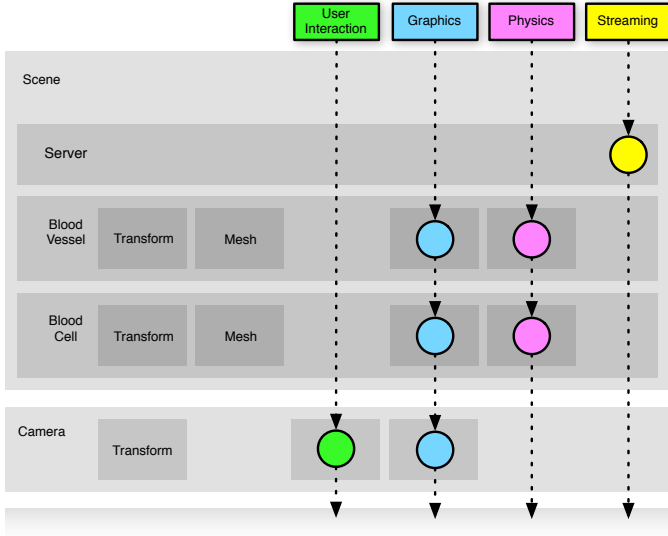 User
Interaction
Graphics
Physics
Streaming
Scene
Server
Blood
Vessel
Transform
Mesh
Blood
Cell
Transform
Mesh
Camera
Transform